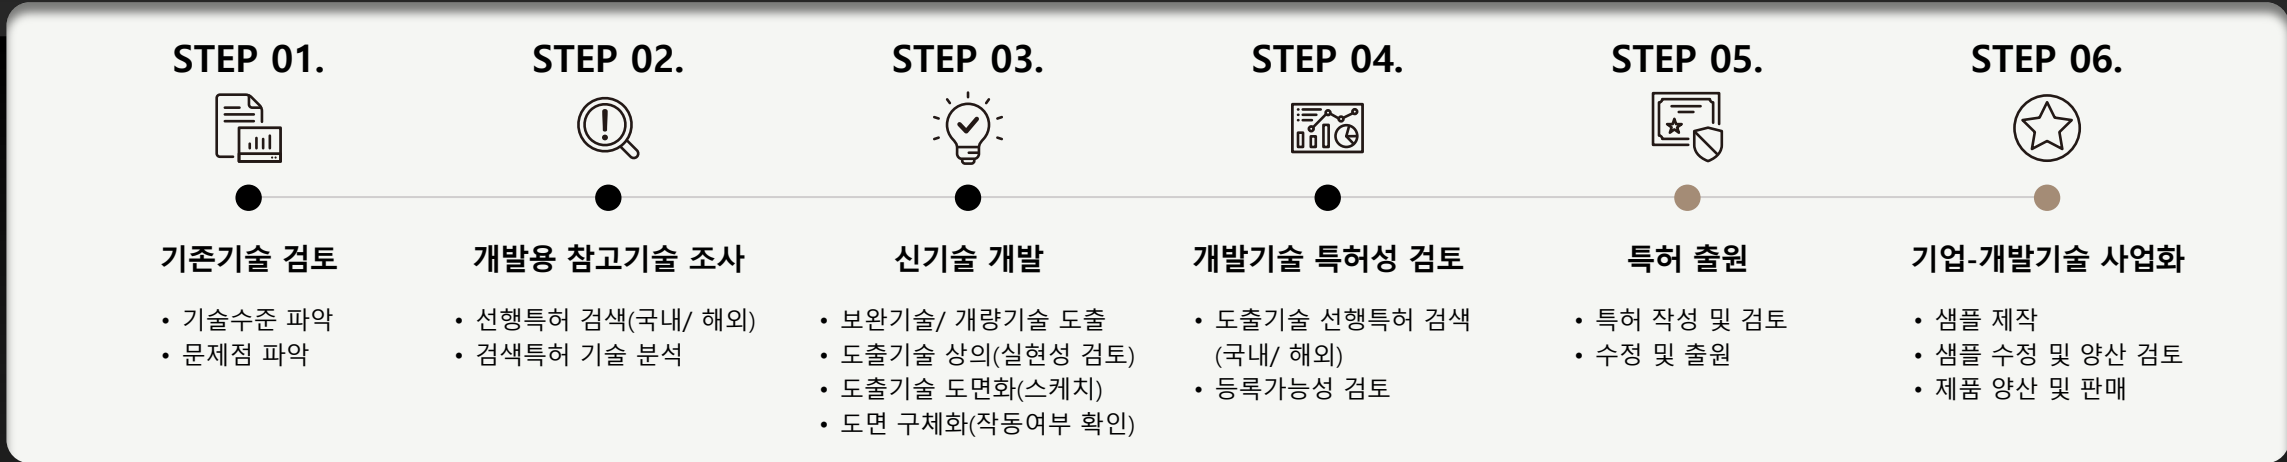 STEP 01.
기존기술 검토
• 기술수준 파악
• 문제점 파악
STEP 02.
개발용 참고기술 조사
• 선행특허 검색(국내/ 해외)
• 검색특허 기술 분석
STEP 03.
신기술 개발
• 보완기술/ 개량기술 도출
• 도출기술 상의(실현성 검토)
• 도출기술 도면화(스케치)
• 도면 구체화(작동여부 확인)
STEP 04.
개발기술 특허성 검토
• 도출기술 선행특허 검색
(국내/ 해외)
• 등록가능성 검토
STEP 05.
특허 출원
• 특허 작성 및 검토
• 수정 및 출원
STEP 06.
기업-개발기술 사업화
• 샘플 제작
• 샘플 수정 및 양산 검토
• 제품 양산 및 판매